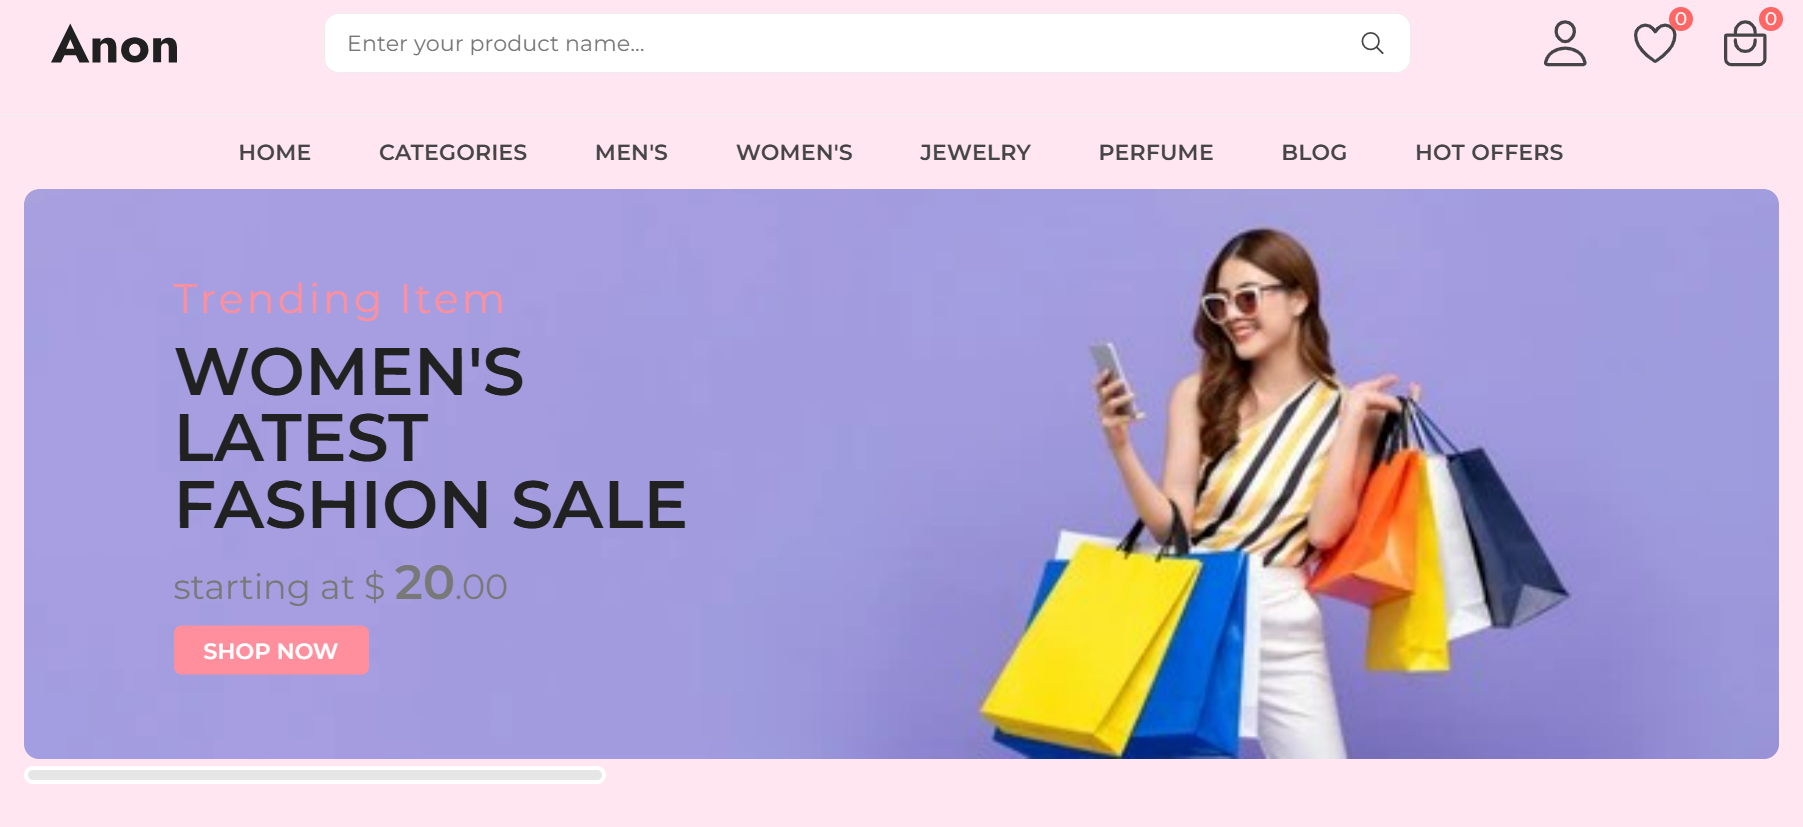 Anon
Enter your product name...
0
0
HOME CATEGORIES MEN'S WOMEN'S JEWELRY PERFUME BLOG HOT OFFERS
Trending Item
WOMEN'S
LATEST
FASHION SALE
starting at $ 20.00
SHOP NOW